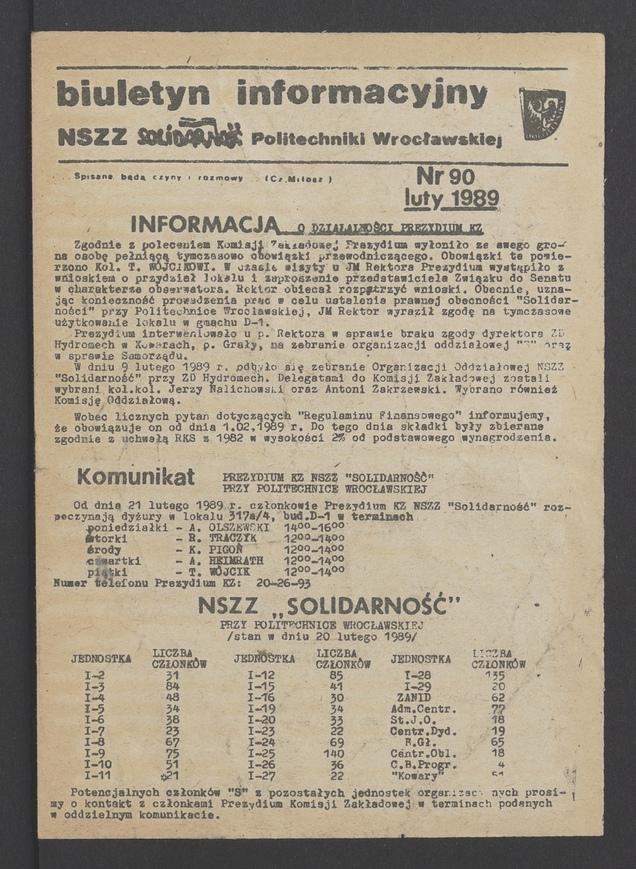 biuletyn informacyjny
NSZZ SOLIDARNOŚĆ Politechniki Wrocławskiej
Spisane będą czyny i rozmowy (Cz.Miłosz)
Nr 90
luty 1989
INFORMACJA O DZIAŁALNOŚCI PREZYDIUM KZ
Zgodnie z poleceniem Komisji Zakładowej Prezydium wyłoniło ze swego gro-
na osobę pełniącą tymczasowo obowiązki przewodniczącego. Obowiązki te powie-
rzono Kol. T. WÓJCIKOWI. W czasie wizyty u JM Rektora Prezydium wystąpiło z
wnioskiem o przydział lokalu i zaproszenie przedstawiciela Związku do Senatu
w charakterze obserwatora. Rektor obiecał rozpatrzyć wnioski. Obecnie, uzna-
jąc konieczność prowadzenia prac w celu ustalenia prawnej obecności "Solidar-
ności" przy Politechnice Wrocławskiej, JM Rektor wyraził zgodę na tymczasowe
użytkowanie lokalu w gmachu D-1.
Prezydium interweniowało u p. Rektora w sprawie braku zgody dyrektora ZD
Hydromech w Kowarach, p. Grały, na zebranie organizacji oddziałowej oraz
w sprawie Samorządu.
W dniu 9 lutego 1989 r. odbyło się zebranie Organizacji Oddziałowej NSZZ
"Solidarność" przy ZD Hydromech. Delegatami do Komisji Zakładowej zostali
wybrani kol.kol. Jerzy Nalichowski oraz Antoni Zakrzewski. Wybrano również
Komisję Oddziałową.
Wobec licznych pytań dotyczących "Regulaminu Finansowego" informujemy,
że obowiązuje on od dnia 1.02.1989 r. Do tego dnia składki były zbierane
zgodnie z uchwałą RKS z 1982 w wysokości 2% od podstawowego wynagrodzenia.
Komunikat PREZYDIUM KZ NSZZ "SOLIDARNOŚĆ"
PRZY POLITECHNICE WROCŁAWSKIEJ
Od dnia 21 lutego 1989 r. członkowie Prezydium KZ NSZZ "Solidarność" roz-
poczynają dyżury w lokalu 317a/4, bud.D-1 w terminach
poniedziałki - A. OLSZEWSKI 14⁰⁰-16⁰⁰
wtorki - R. TRACZYK 12⁰⁰-14⁰⁰
środy - K. PIGOŃ 12⁰⁰-14⁰⁰
czwartki - A. HEIMRATH 12⁰⁰-14⁰⁰
piątki - T. WÓJCIK 12⁰⁰-14⁰⁰
Numer telefonu Prezydium KZ: 20-26-93
NSZZ „SOLIDARNOŚĆ"
PRZY POLITECHNICE WROCŁAWSKIEJ
/stan w dniu 20 lutego 1989/
JEDNOSTKA LICZBA CZŁONKÓW JEDNOSTKA LICZBA CZŁONKÓW JEDNOSTKA LICZBA CZŁONKÓW
I-2 31 I-12 85 I-28 135
I-3 84 I-15 41 I-29 20
I-4 48 I-16 30 ZANID 62
I-5 34 I-19 34 Adm.Centr. 77
I-6 38 I-20 33 St.J.O. 18
I-7 23 I-23 22 Centr.Dyd. 19
I-8 67 I-24 69 B.Gł. 65
I-9 75 I-25 140 Centr.Obl. 18
I-10 51 I-26 36 C.B.Progr. 4
I-11 21 I-27 22 "Kowary"
Potencjalnych członków "S" z pozostałych jednostek organizacyjnych prosi-
my o kontakt z członkami Prezydium Komisji Zakładowej w terminach podanych
w oddzielnym komunikacie.